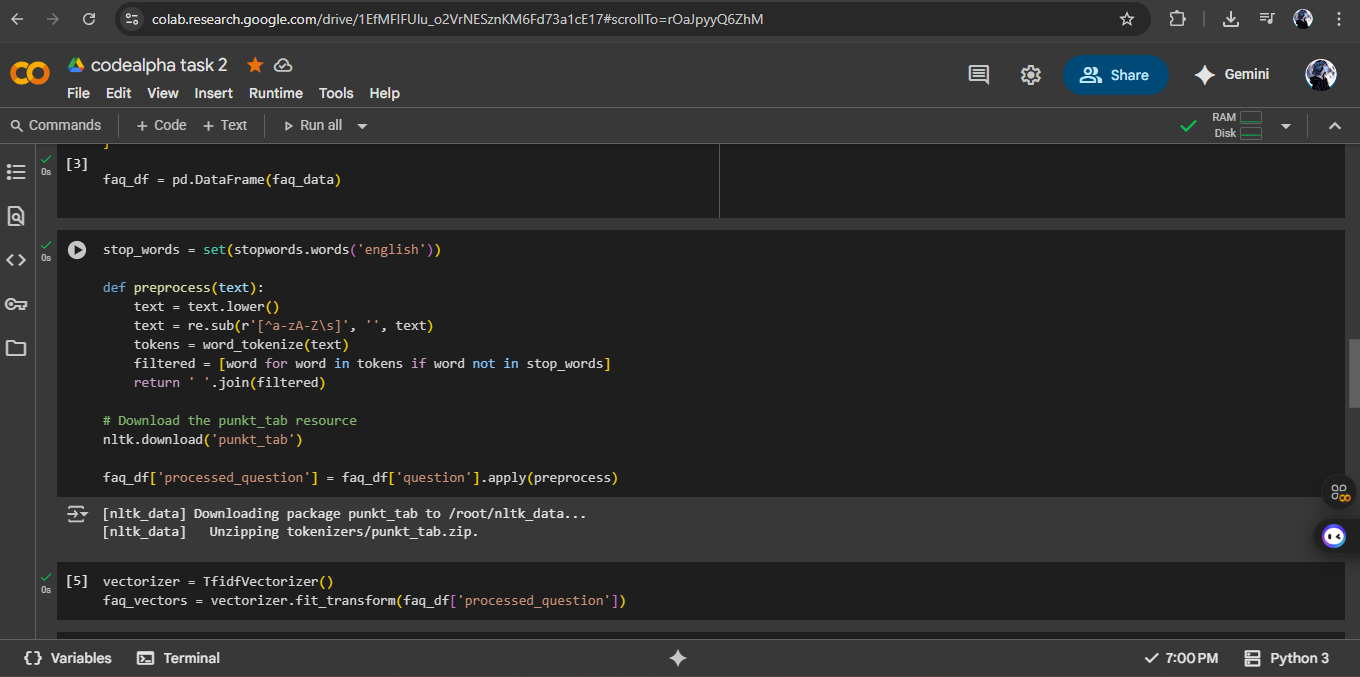 colab.research.google.com/drive/1EfMFIFUIu_o2VrNESznKM6Fd73a1cE17#scrollTo=rOaJpyyQ6ZhM
codealpha task 2
File Edit View Insert Runtime Tools Help
Share
Gemini
Commands + Code + Text Run all
RAM
Disk
[3]
0s
}
faq_df = pd.DataFrame(faq_data)
0s
stop_words = set(stopwords.words('english'))
def preprocess(text):
    text = text.lower()
    text = re.sub(r'[^a-zA-Z\s]', '', text)
    tokens = word_tokenize(text)
    filtered = [word for word in tokens if word not in stop_words]
    return ' '.join(filtered)
# Download the punkt_tab resource
nltk.download('punkt_tab')
faq_df['processed_question'] = faq_df['question'].apply(preprocess)
[nltk_data] Downloading package punkt_tab to /root/nltk_data...
[nltk_data]   Unzipping tokenizers/punkt_tab.zip.
0s
[5] vectorizer = TfidfVectorizer()
faq_vectors = vectorizer.fit_transform(faq_df['processed_question'])
{} Variables Terminal 7:00 PM Python 3